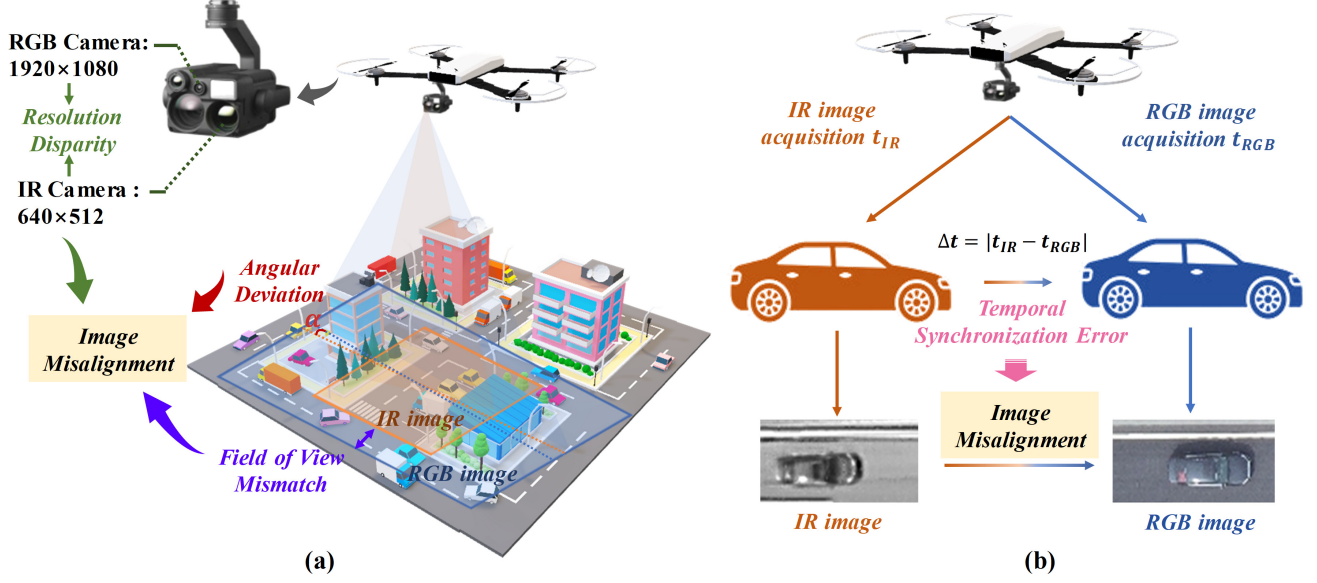 RGB Camera:
1920×1080
Resolution
Disparity
IR Camera :
640×512
Angular
Deviation
α
Image
Misalignment
Field of View
Mismatch
IR image
RGB image
(a)
IR image
acquisition t_IR
RGB image
acquisition t_RGB
Δt = |t_IR − t_RGB|
Temporal
Synchronization Error
Image
Misalignment
IR image
RGB image
(b)